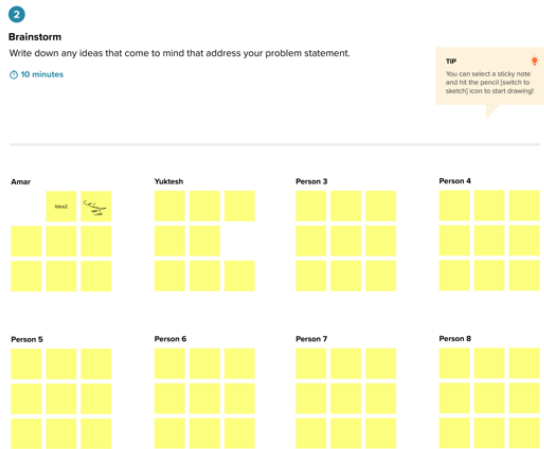 2
Brainstorm
Write down any ideas that come to mind that address your problem statement.
10 minutes
TIP
You can select a sticky note
and hit the pencil [switch to
sketch] icon to start drawing!
Amar
Yuktesh
Person 3
Person 4
Idea2
Person 5
Person 6
Person 7
Person 8